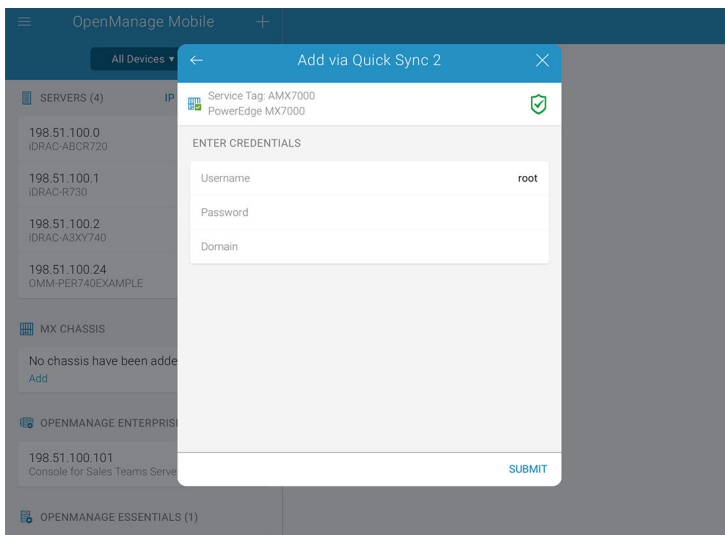 OpenManage Mobile
All Devices
SERVERS (4) IP
198.51.100.0
iDRAC-ABCR720
198.51.100.1
iDRAC-R730
198.51.100.2
iDRAC-A3XY740
198.51.100.24
OMM-PER740EXAMPLE
MX CHASSIS
No chassis have been adde
Add
OPENMANAGE ENTERPRIS
198.51.100.101
Console for Sales Teams Serve
OPENMANAGE ESSENTIALS (1)
Add via Quick Sync 2
Service Tag: AMX7000
PowerEdge MX7000
ENTER CREDENTIALS
Username root
Password
Domain
SUBMIT